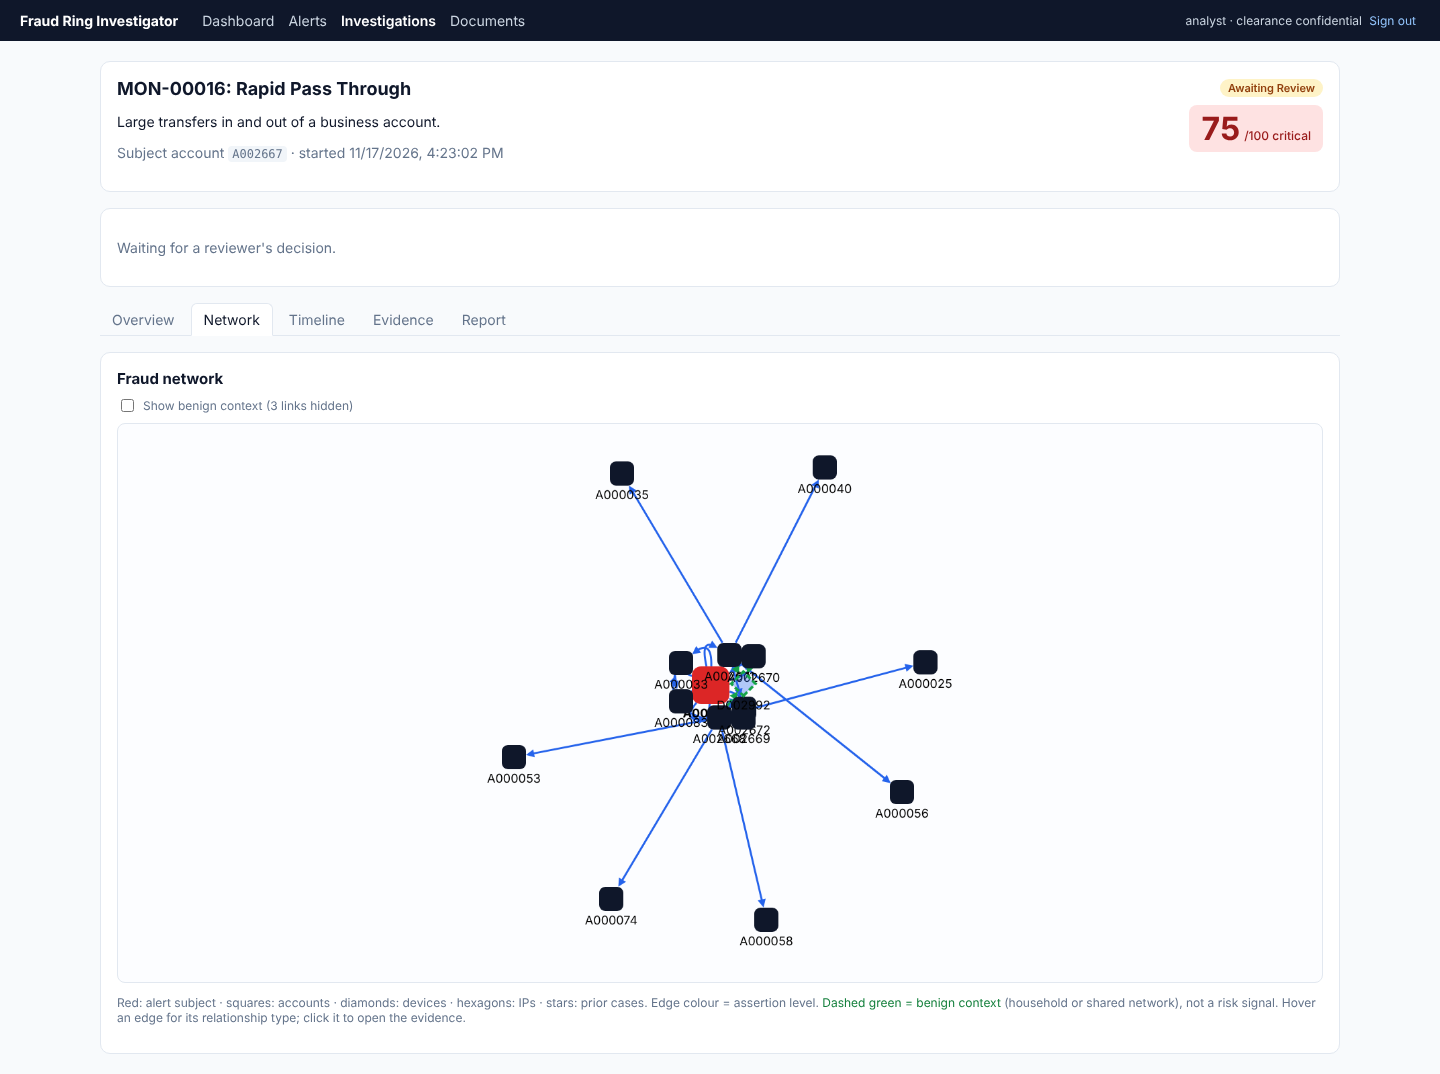 Fraud Ring Investigator Dashboard Alerts Investigations Documents analyst · clearance confidential Sign out
MON-00016: Rapid Pass Through
Awaiting Review
Large transfers in and out of a business account.
75 /100 critical
Subject account A002667 · started 11/17/2026, 4:23:02 PM
Waiting for a reviewer's decision.
Overview Network Timeline Evidence Report
Fraud network
Show benign context (3 links hidden)
A000035
A000040
A000033
A000025
A002672
A002669
A000053
A000056
A000074
A000058
Red: alert subject · squares: accounts · diamonds: devices · hexagons: IPs · stars: prior cases. Edge colour = assertion level. Dashed green = benign context (household or shared network), not a risk signal. Hover
an edge for its relationship type; click it to open the evidence.